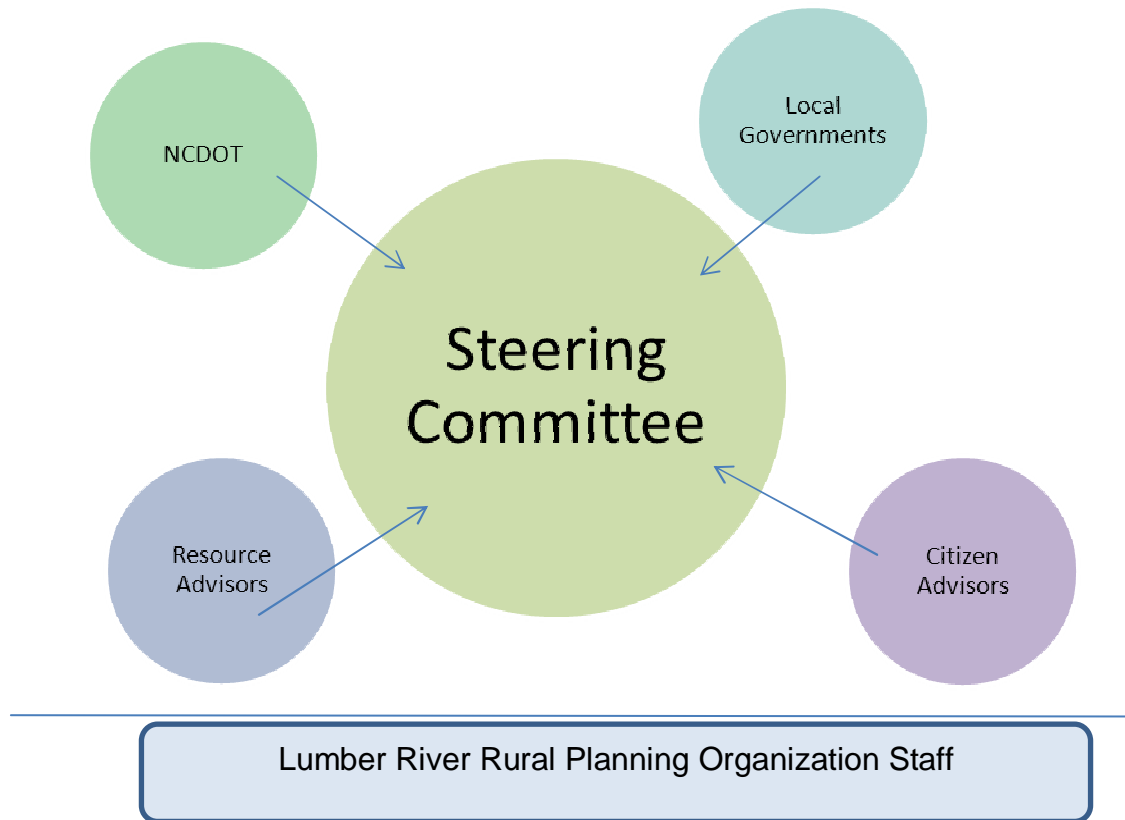 NCDOT
Local
Governments
Steering
Committee
Resource
Advisors
Citizen
Advisors
Lumber River Rural Planning Organization Staff